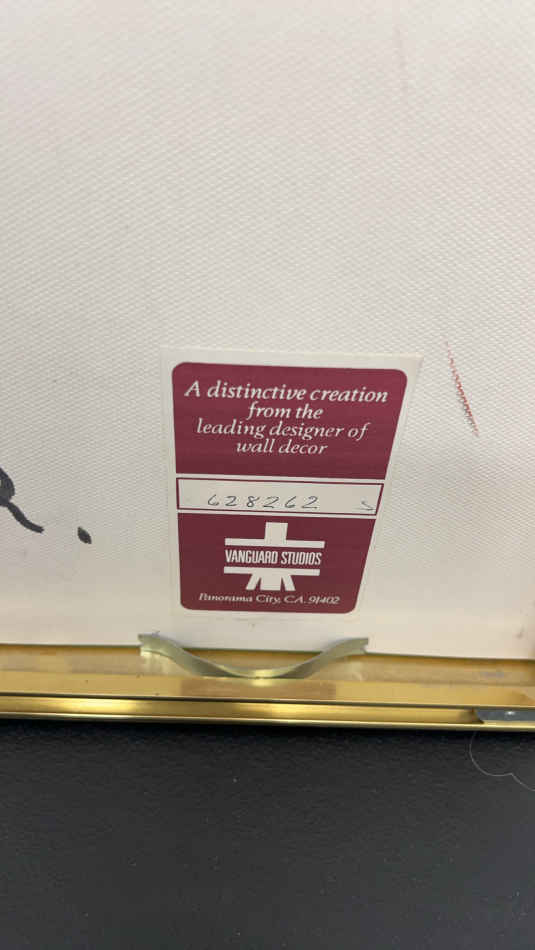 A distinctive creation
from the
leading designer of
wall decor
628262 S
VANGUARD STUDIOS
Panorama City, CA. 91402